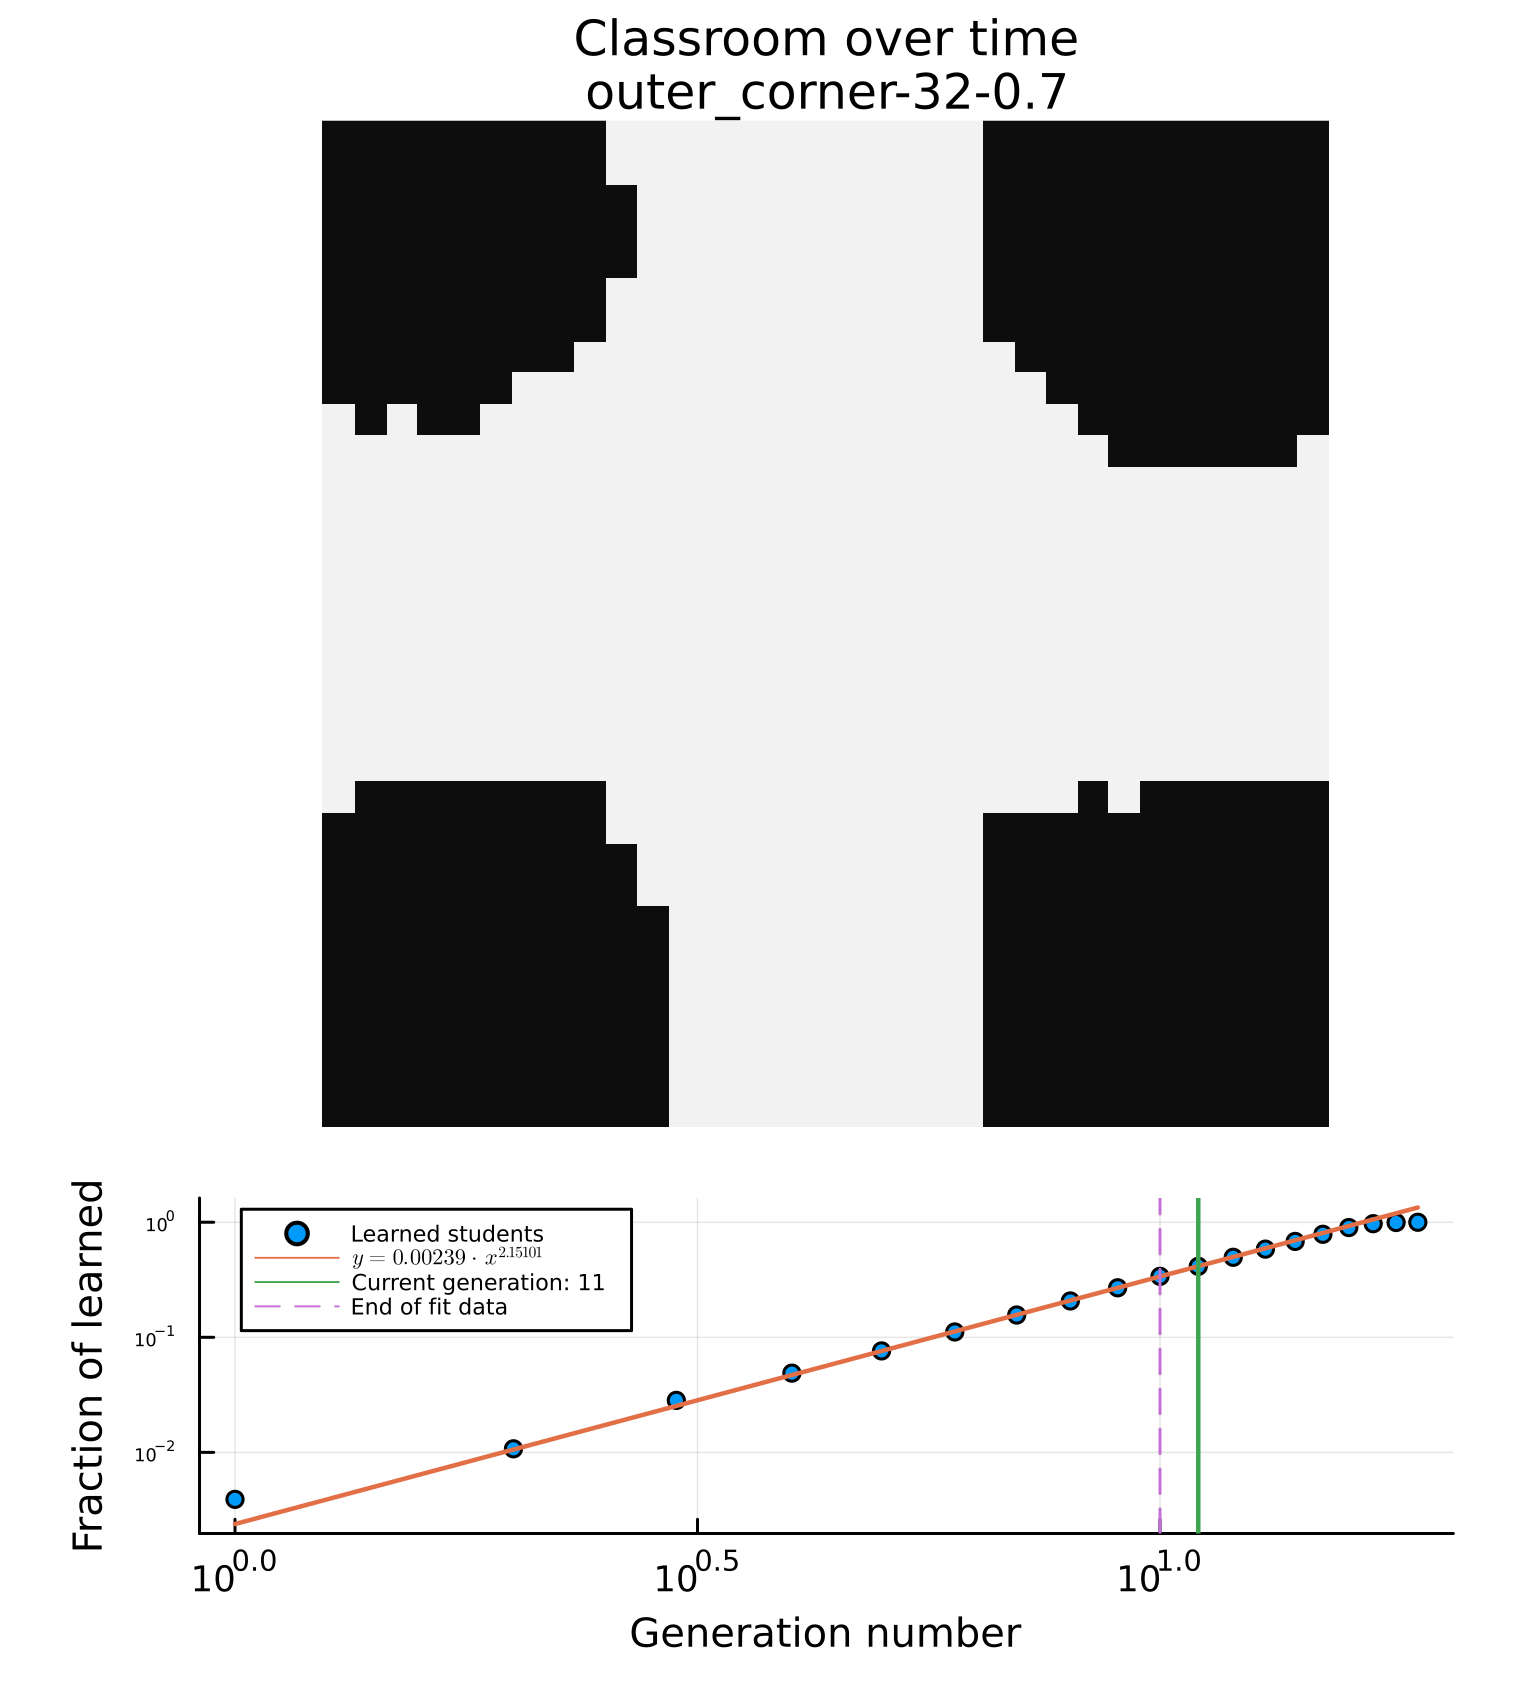 Classroom over time
outer_corner-32-0.7
Fraction of learned
10^0
10^-1
10^-2
Learned students
y = 0.00239 · x^2.15101
Current generation: 11
End of fit data
10^0.0 10^0.5 10^1.0
Generation number